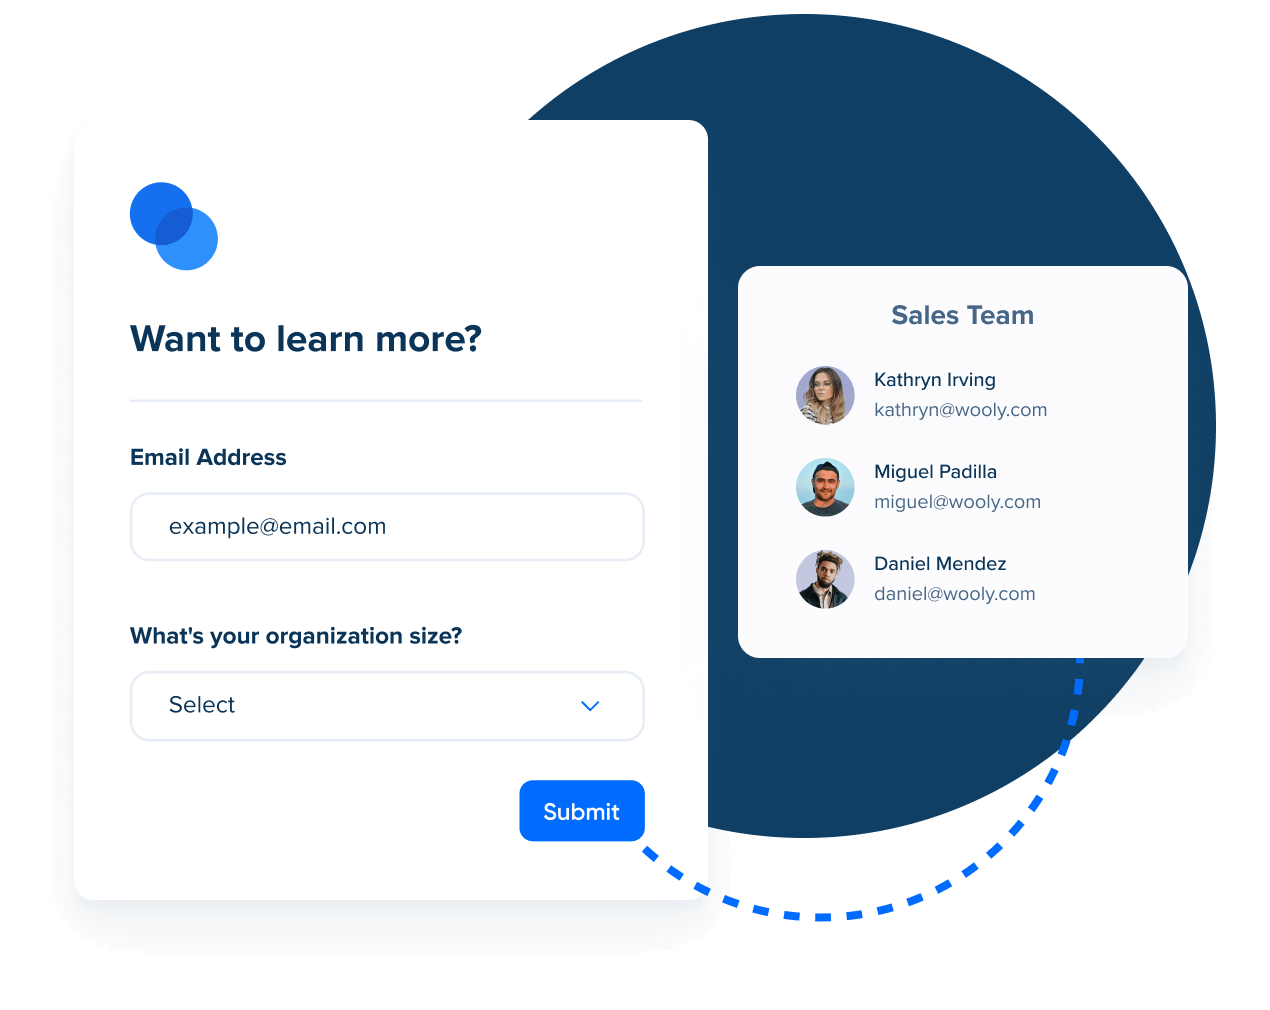 Want to learn more?
Email Address
example@email.com
What's your organization size?
Select
Submit
Sales Team
Kathryn Irving
kathryn@wooly.com
Miguel Padilla
miguel@wooly.com
Daniel Mendez
daniel@wooly.com